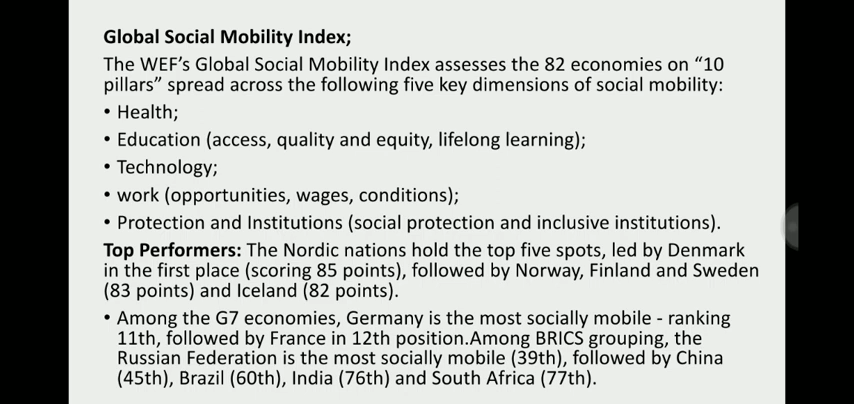 Global Social Mobility Index;
The WEF's Global Social Mobility Index assesses the 82 economies on “10
pillars” spread across the following five key dimensions of social mobility:
• Health;
• Education (access, quality and equity, lifelong learning);
• Technology;
• work (opportunities, wages, conditions);
• Protection and Institutions (social protection and inclusive institutions).
Top Performers: The Nordic nations hold the top five spots, led by Denmark
in the first place (scoring 85 points), followed by Norway, Finland and Sweden
(83 points) and Iceland (82 points).
• Among the G7 economies, Germany is the most socially mobile - ranking
11th, followed by France in 12th position.Among BRICS grouping, the
Russian Federation is the most socially mobile (39th), followed by China
(45th), Brazil (60th), India (76th) and South Africa (77th).